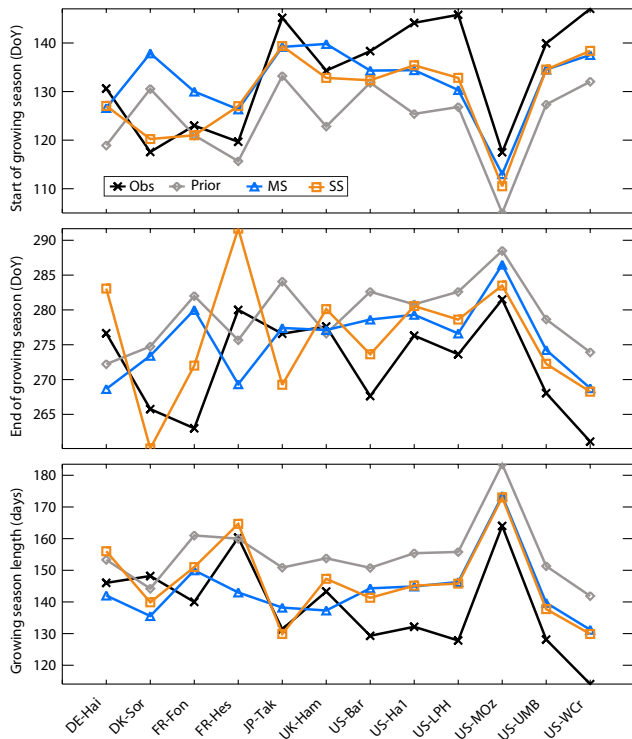 Start of growing season (DoY)
140
130
120
110
Obs Prior MS SS
End of growing season (DoY)
290
285
280
275
270
265
Growing season length (days)
180
170
160
150
140
130
120
DE-Hai
DK-Sor
FR-Fon
FR-Hes
JP-Tak
UK-Ham
US-Bar
US-Ha1
US-LPH
US-MOz
US-UMB
US-WCr